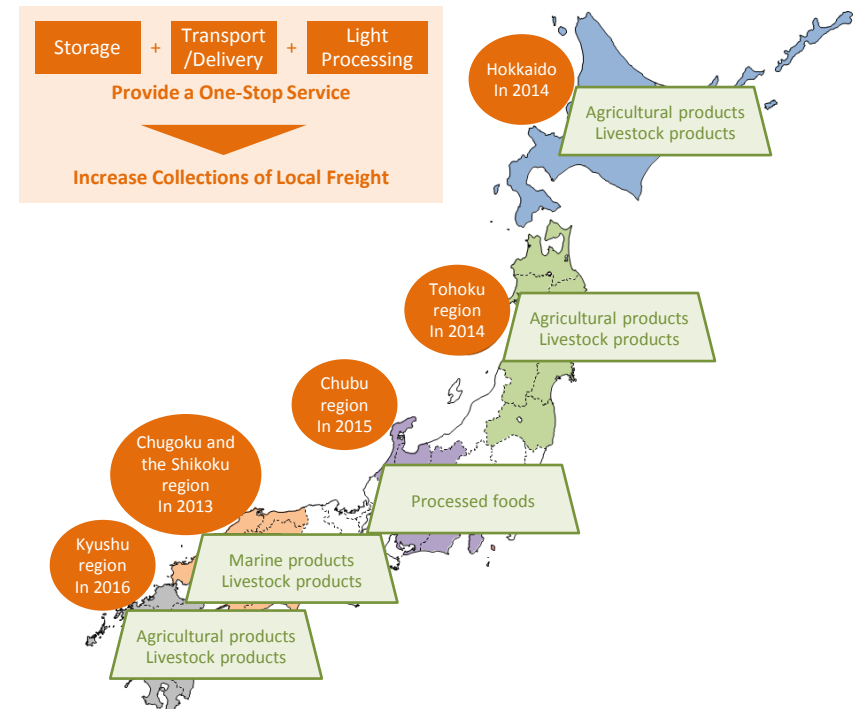 Storage + Transport /Delivery + Light Processing
Provide a One-Stop Service
Increase Collections of Local Freight
Hokkaido
In 2014
Agricultural products
Livestock products
Tohoku
region
In 2014
Agricultural products
Livestock products
Chubu
region
In 2015
Processed foods
Chugoku and
the Shikoku
region
In 2013
Marine products
Livestock products
Kyushu
region
In 2016
Agricultural products
Livestock products